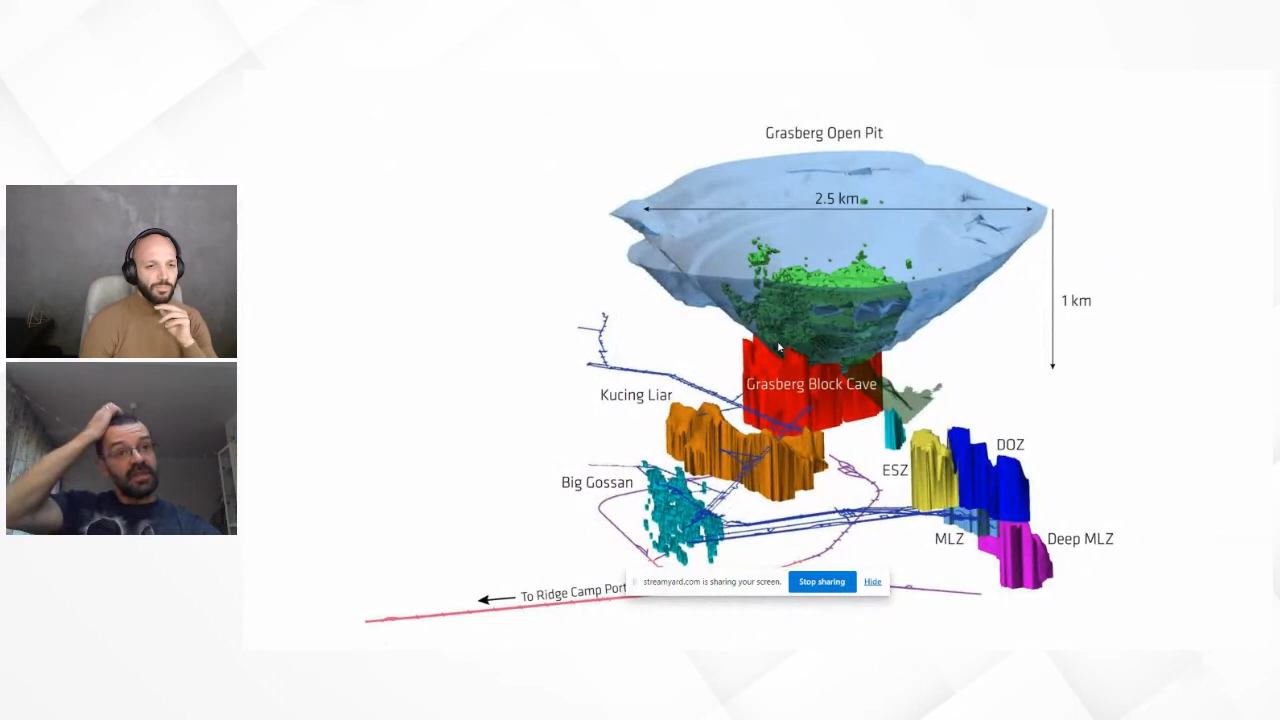 Grasberg Open Pit
2.5 km
1 km
Grasberg Block Cave
Kucing Liar
DOZ
ESZ
Big Gossan
MLZ
Deep MLZ
streamyard.com is sharing your screen.
Stop sharing
Hide
To Ridge Camp Port